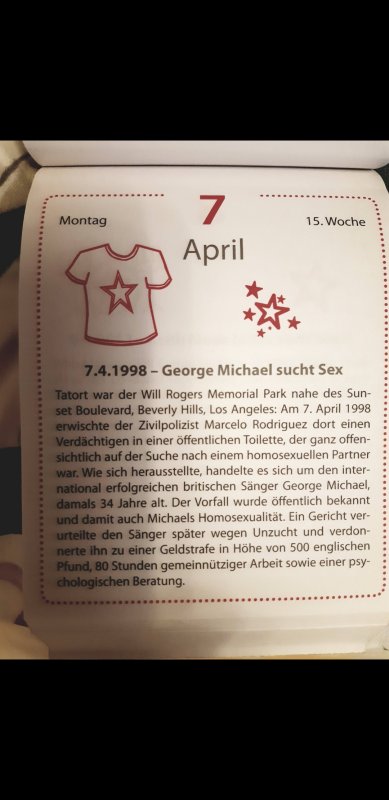 7
Montag
15. Woche
April
7.4.1998 – George Michael sucht Sex
Tatort war der Will Rogers Memorial Park nahe des Sun-
set Boulevard, Beverly Hills, Los Angeles: Am 7. April 1998
erwischte der Zivilpolizist Marcelo Rodriguez dort einen
Verdächtigen in einer öffentlichen Toilette, der ganz offen-
sichtlich auf der Suche nach einem homosexuellen Partner
war. Wie sich herausstellte, handelte es sich um den inter-
national erfolgreichen britischen Sänger George Michael,
damals 34 Jahre alt. Der Vorfall wurde öffentlich bekannt
und damit auch Michaels Homosexualität. Ein Gericht ver-
urteilte den Sänger später wegen Unzucht und verdon-
nerte ihn zu einer Geldstrafe in Höhe von 500 englischen
Pfund, 80 Stunden gemeinnütziger Arbeit sowie einer psy-
chologischen Beratung.